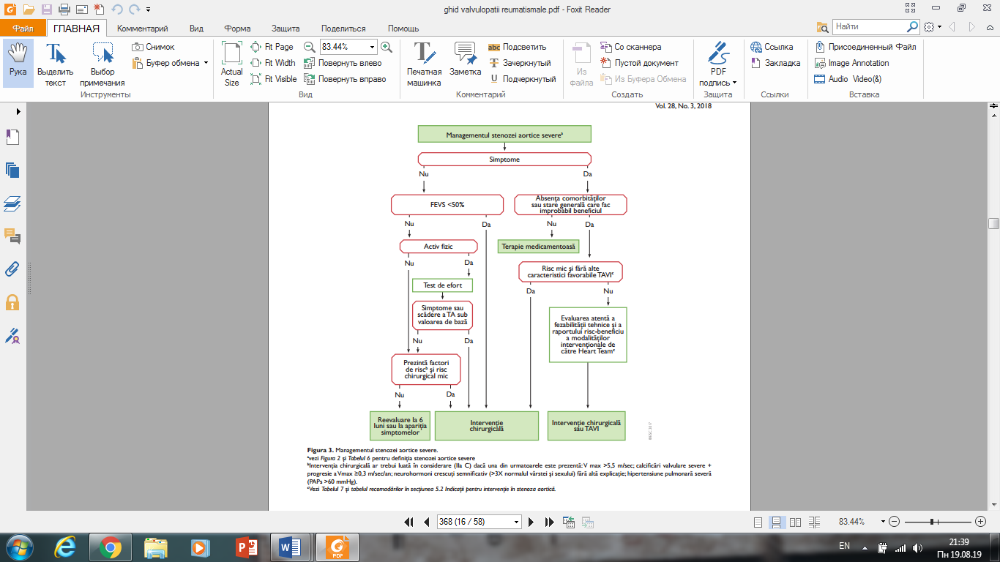 ghid valvulopatii reumatismale.pdf - Foxit Reader
Файл
ГЛАВНАЯ
Комментарий
Вид
Форма
Защита
Поделиться
Помощь
Найти
Рука
Выделить текст
Выбор примечания
Снимок
Буфер обмена
Инструменты
Actual Size
Fit Page
Fit Width
Fit Visible
83.44%
Повернуть влево
Повернуть вправо
Вид
Печатная машинка
Заметка
Подсветить
Зачеркнутый
Подчеркнутый
Комментарий
Из файла
Со сканнера
Пустой документ
Из Буфера Обмена
Создать
PDF подпись
Защита
Ссылка
Закладка
Ссылки
Присоединенный Файл
Image Annotation
Audio Video(&)
Вставка
Vol. 28, No. 3, 2018
Managementul stenozei aortice severeᵃ
Simptome
Nu
Da
FEVS <50%
Absența comorbităților
sau stare generală care fac
improbabil beneficiul
Nu
Da
Nu
Da
Activ fizic
Terapie medicamentoasă
Nu
Da
Risc mic și fără alte
caracteristici favorabile TAVIᶜ
Test de efort
Da
Nu
Simptome sau
scădere a TA sub
valoarea de bază
Evaluarea atentă a
fezabilității tehnice și a
raportului risc-beneficiu
a modalităților
intervenționale de
către Heart Teamᶜ
Nu
Da
Prezintă factori
de riscᵇ și risc
chirurgical mic
Nu
Da
Reevaluare la 6
luni sau la apariția
simptomelor
Intervenție
chirurgicală
Intervenție chirurgicală
sau TAVI
©ESC 2017
Figura 3. Managementul stenozei aortice severe.
ᵃvezi Figura 2 și Tabelul 6 pentru definiția stenozei aortice severe
ᵇIntervenția chirurgicală ar trebui luată în considerare (IIa C) dacă una din urmatoarele este prezentă: V max >5,5 m/sec; calcificări valvulare severe +
progresie a Vmax ≥0,3 m/sec/an; neurohormoni crescuți semnificativ (>3X normalul vârstei și sexului) fără altă explicație; hipertensiune pulmonară severă
(PAPs >60 mmHg).
ᶜVezi Tabelul 7 și tabelul recomadărilor în secțiunea 5.2 Indicații pentru intervenție în stenoza aortică.
368 (16 / 58)
83.44%
EN
21:39
Пн 19.08.19